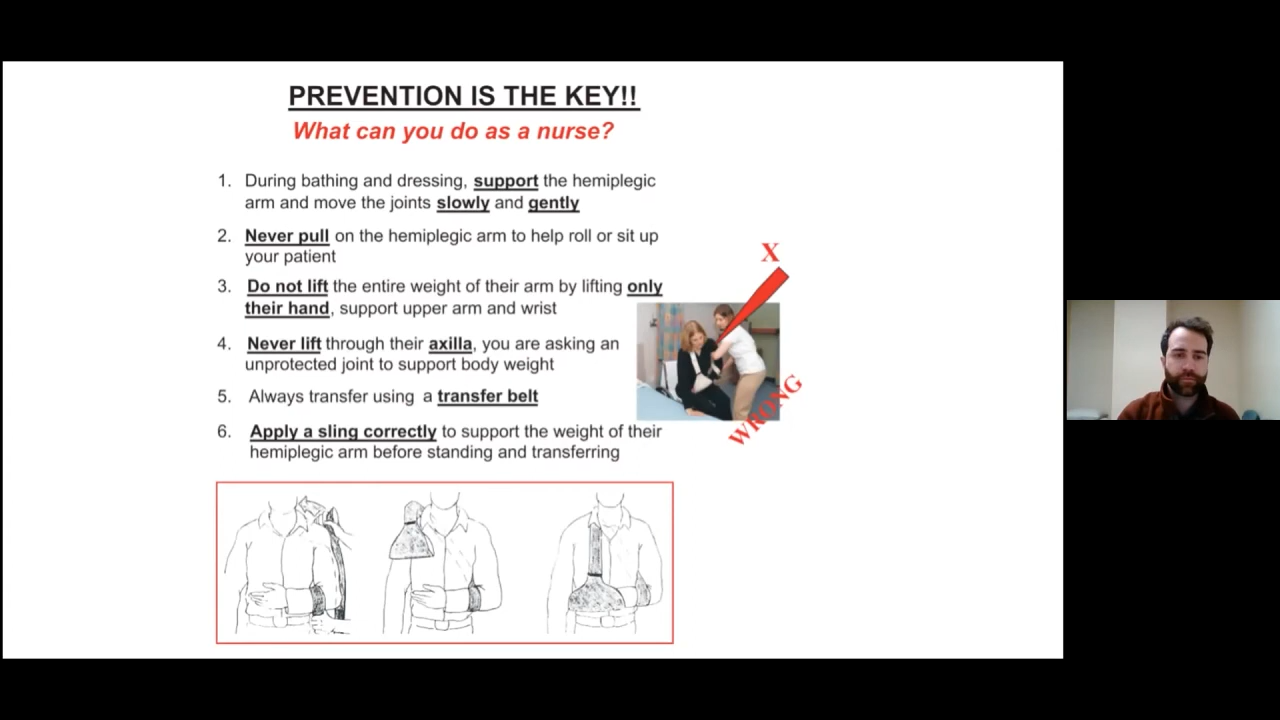 PREVENTION IS THE KEY!!
What can you do as a nurse?
1. During bathing and dressing, support the hemiplegic
arm and move the joints slowly and gently
2. Never pull on the hemiplegic arm to help roll or sit up
your patient
3. Do not lift the entire weight of their arm by lifting only
their hand, support upper arm and wrist
4. Never lift through their axilla, you are asking an
unprotected joint to support body weight
5. Always transfer using a transfer belt
6. Apply a sling correctly to support the weight of their
hemiplegic arm before standing and transferring
X
WRONG